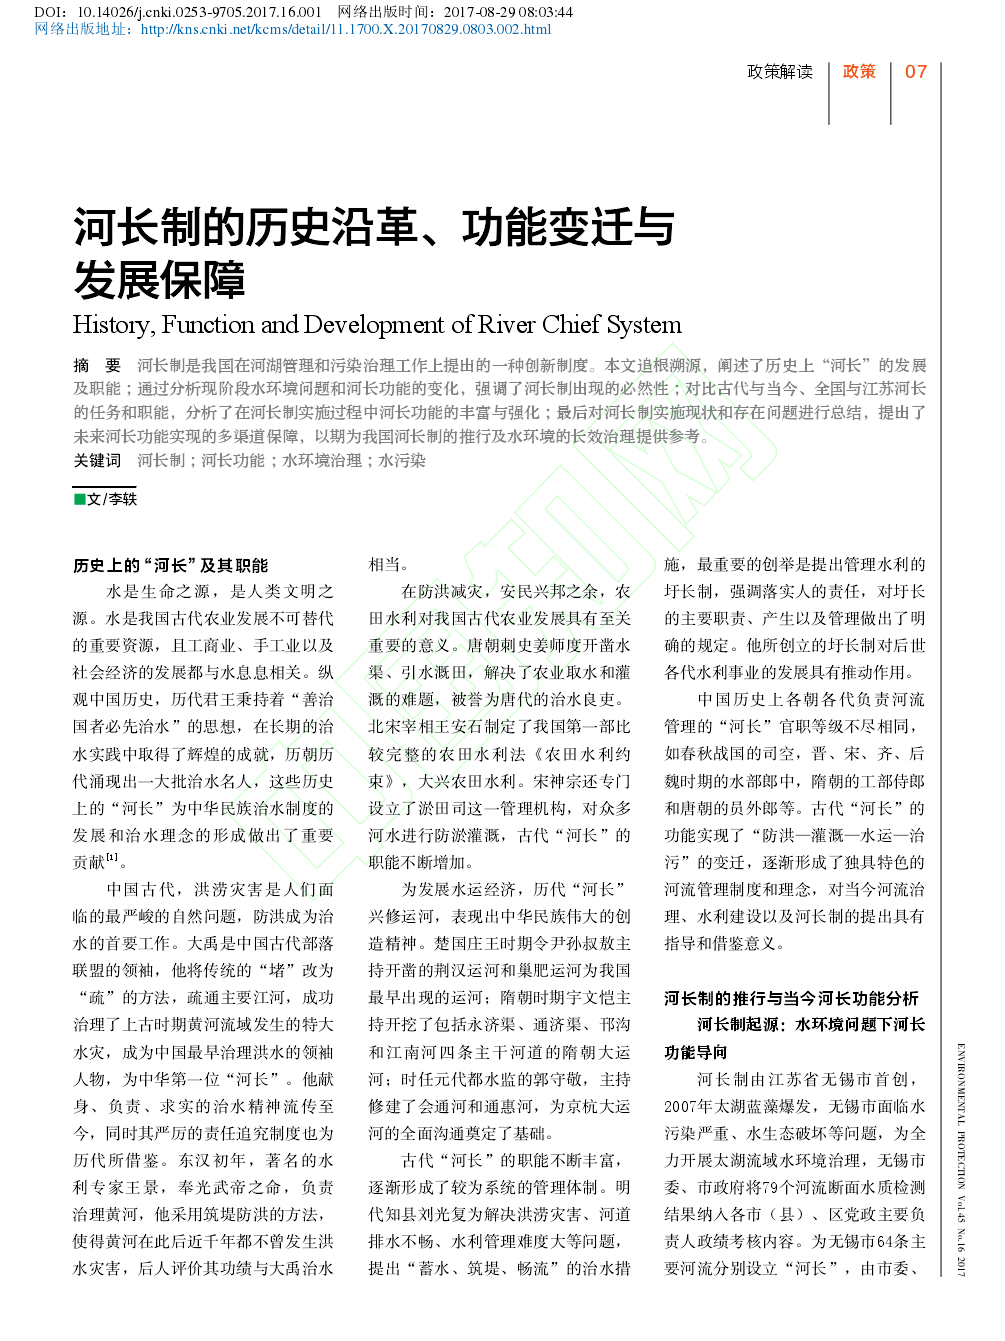 DOI：10.14026/j.cnki.0253-9705.2017.16.001 网络出版时间：2017-08-29 08:03:44
网络出版地址：http://kns.cnki.net/kcms/detail/11.1700.X.20170829.0803.002.html
政策解读 政策 07
河长制的历史沿革、功能变迁与
发展保障
History, Function and Development of River Chief System
摘　要　河长制是我国在河湖管理和污染治理工作上提出的一种创新制度。本文追根溯源，阐述了历史上“河长”的发展
及职能；通过分析现阶段水环境问题和河长功能的变化，强调了河长制出现的必然性；对比古代与当今、全国与江苏河长
的任务和职能，分析了在河长制实施过程中河长功能的丰富与强化；最后对河长制实施现状和存在问题进行总结，提出了
未来河长功能实现的多渠道保障，以期为我国河长制的推行及水环境的长效治理提供参考。
关键词　河长制；河长功能；水环境治理；水污染
■文/李轶
历史上的“河长”及其职能
水是生命之源，是人类文明之
源。水是我国古代农业发展不可替代
的重要资源，且工商业、手工业以及
社会经济的发展都与水息息相关。纵
观中国历史，历代君王秉持着“善治
国者必先治水”的思想，在长期的治
水实践中取得了辉煌的成就，历朝历
代涌现出一大批治水名人，这些历史
上的“河长”为中华民族治水制度的
发展和治水理念的形成做出了重要
贡献[1]。
中国古代，洪涝灾害是人们面
临的最严峻的自然问题，防洪成为治
水的首要工作。大禹是中国古代部落
联盟的领袖，他将传统的“堵”改为
“疏”的方法，疏通主要江河，成功
治理了上古时期黄河流域发生的特大
水灾，成为中国最早治理洪水的领袖
人物，为中华第一位“河长”。他献
身、负责、求实的治水精神流传至
今，同时其严厉的责任追究制度也为
历代所借鉴。东汉初年，著名的水
利专家王景，奉光武帝之命，负责
治理黄河，他采用筑堤防洪的方法，
使得黄河在此后近千年都不曾发生洪
水灾害，后人评价其功绩与大禹治水
相当。
在防洪减灾，安民兴邦之余，农
田水利对我国古代农业发展具有至关
重要的意义。唐朝刺史姜师度开凿水
渠、引水溉田，解决了农业取水和灌
溉的难题，被誉为唐代的治水良吏。
北宋宰相王安石制定了我国第一部比
较完整的农田水利法《农田水利约
束》，大兴农田水利。宋神宗还专门
设立了淤田司这一管理机构，对众多
河水进行防淤灌溉，古代“河长”的
职能不断增加。
为发展水运经济，历代“河长”
兴修运河，表现出中华民族伟大的创
造精神。楚国庄王时期令尹孙叔敖主
持开凿的荆汉运河和巢肥运河为我国
最早出现的运河；隋朝时期宇文恺主
持开挖了包括永济渠、通济渠、邗沟
和江南河四条主干河道的隋朝大运
河；时任元代都水监的郭守敬，主持
修建了会通河和通惠河，为京杭大运
河的全面沟通奠定了基础。
古代“河长”的职能不断丰富，
逐渐形成了较为系统的管理体制。明
代知县刘光复为解决洪涝灾害、河道
排水不畅、水利管理难度大等问题，
提出“蓄水、筑堤、畅流”的治水措
施，最重要的创举是提出管理水利的
圩长制，强调落实人的责任，对圩长
的主要职责、产生以及管理做出了明
确的规定。他所创立的圩长制对后世
各代水利事业的发展具有推动作用。
中国历史上各朝各代负责河流
管理的“河长”官职等级不尽相同，
如春秋战国的司空，晋、宋、齐、后
魏时期的水部郎中，隋朝的工部侍郎
和唐朝的员外郎等。古代“河长”的
功能实现了“防洪—灌溉—水运—治
污”的变迁，逐渐形成了独具特色的
河流管理制度和理念，对当今河流治
理、水利建设以及河长制的提出具有
指导和借鉴意义。
河长制的推行与当今河长功能分析
河长制起源：水环境问题下河长
功能导向
河长制由江苏省无锡市首创，
2007年太湖蓝藻爆发，无锡市面临水
污染严重、水生态破坏等问题，为全
力开展太湖流域水环境治理，无锡市
委、市政府将79个河流断面水质检测
结果纳入各市（县）、区党政主要负
责人政绩考核内容。为无锡市64条主
要河流分别设立“河长”，由市委、
ENVIRONMENTAL PROTECTION Vol.45 No.16 2017
中国知网